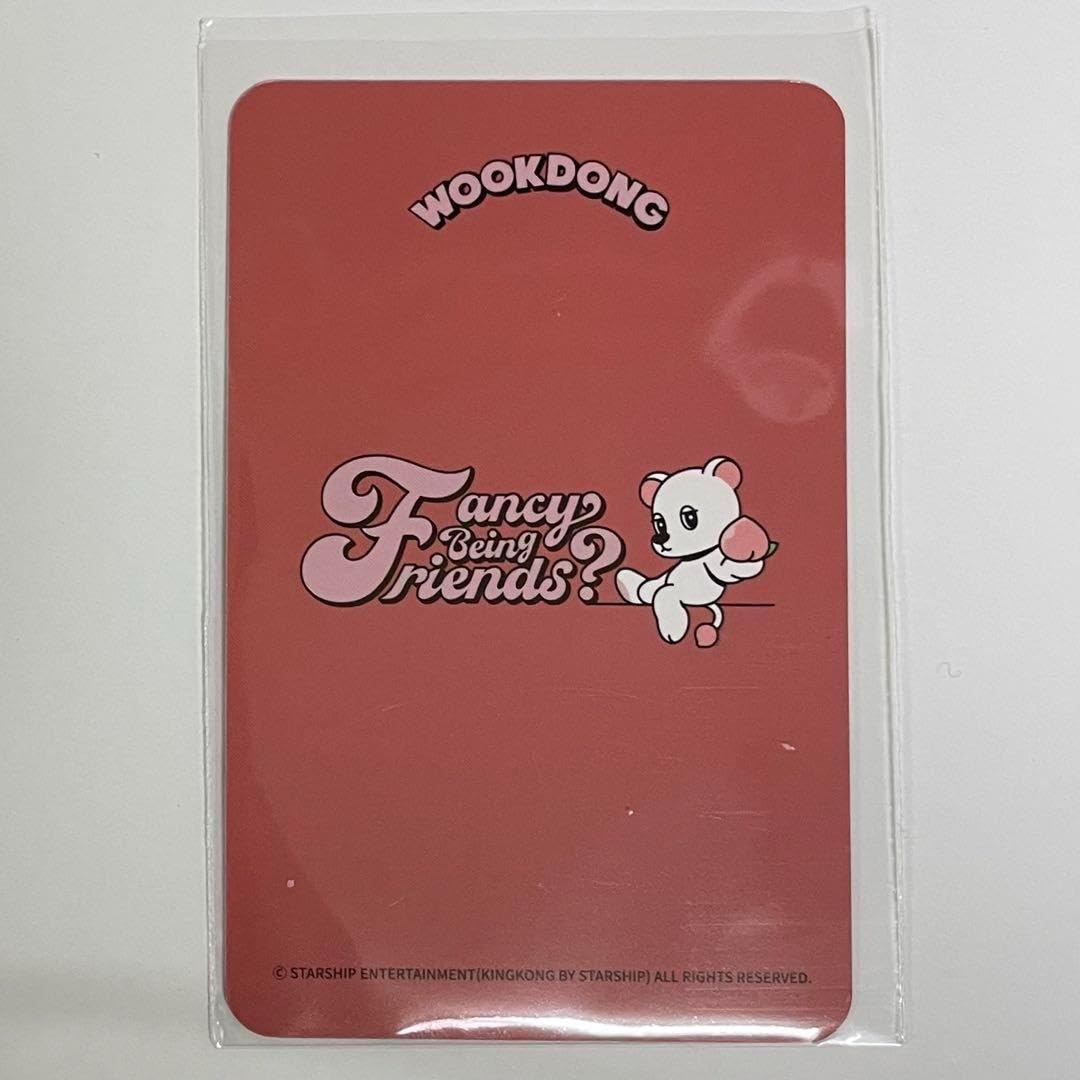 WOOKDONG
Fancy
Being
Friends?
© STARSHIP ENTERTAINMENT(KINGKONG BY STARSHIP) ALL RIGHTS RESERVED.